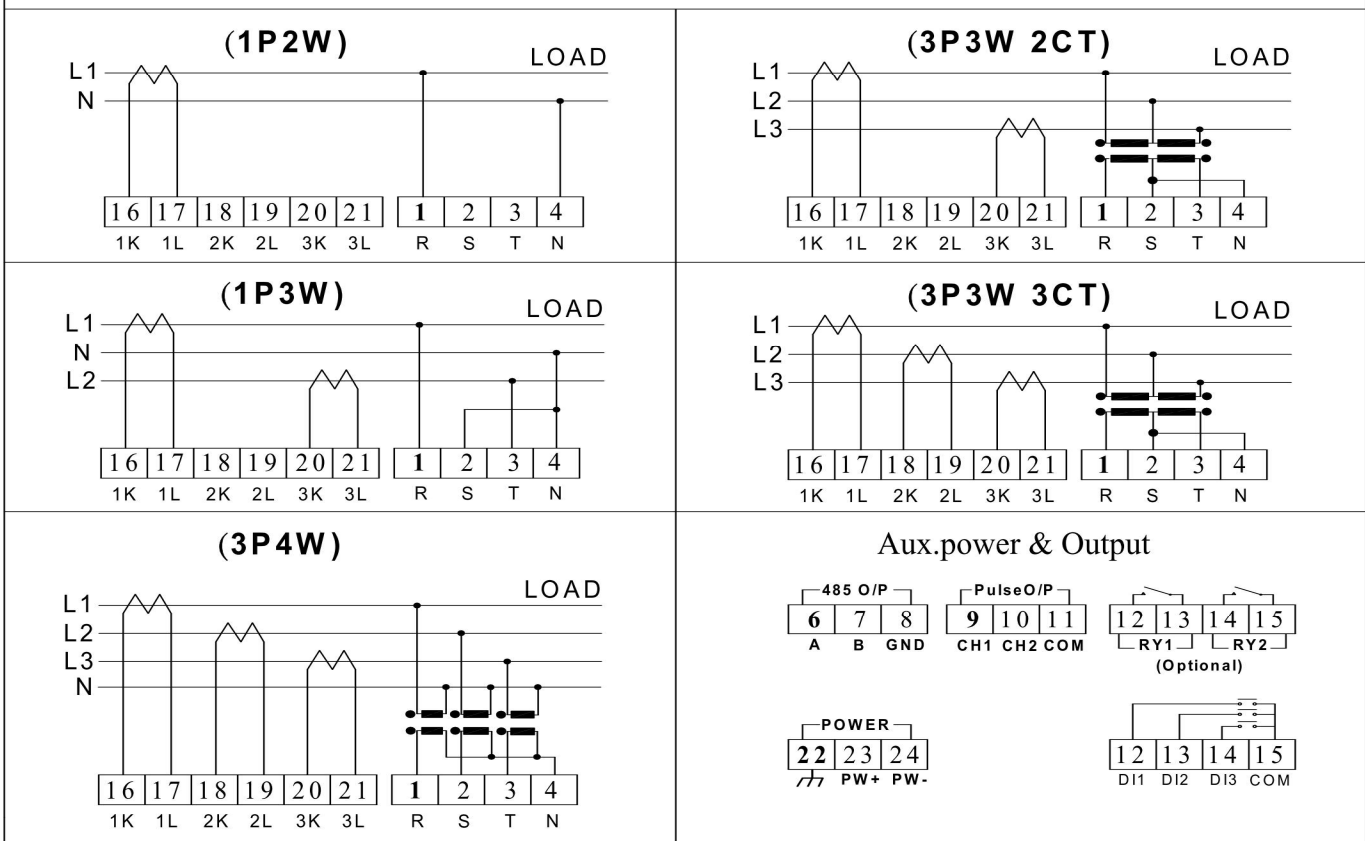 (1P2W)
LOAD
L1
N
16 17 18 19 20 21 1 2 3 4
1K 1L 2K 2L 3K 3L R S T N
(3P3W 2CT)
LOAD
L1
L2
L3
16 17 18 19 20 21 1 2 3 4
1K 1L 2K 2L 3K 3L R S T N
(1P3W)
LOAD
L1
N
L2
16 17 18 19 20 21 1 2 3 4
1K 1L 2K 2L 3K 3L R S T N
(3P3W 3CT)
LOAD
L1
L2
L3
16 17 18 19 20 21 1 2 3 4
1K 1L 2K 2L 3K 3L R S T N
(3P4W)
LOAD
L1
L2
L3
N
16 17 18 19 20 21 1 2 3 4
1K 1L 2K 2L 3K 3L R S T N
Aux.power & Output
485 O/P
6 7 8
A B GND
PulseO/P
9 10 11
CH1 CH2 COM
12 13 14 15
RY1 RY2
(Optional)
POWER
22 23 24
PW+ PW-
12 13 14 15
DI1 DI2 DI3 COM